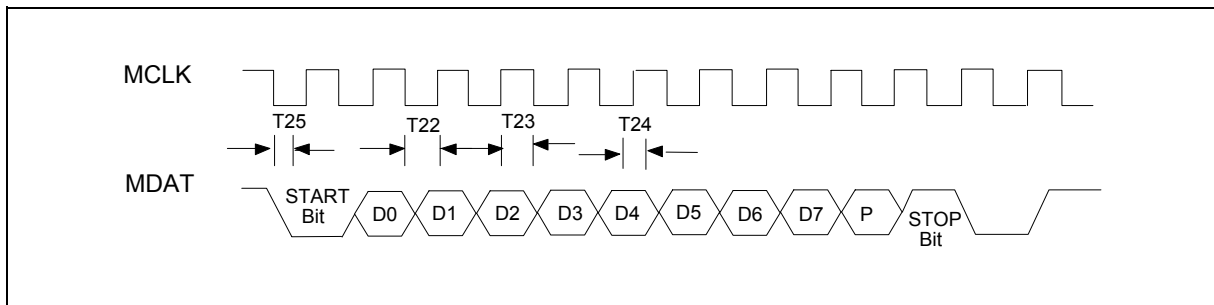 MCLK
T25
T22
T23
T24
MDAT
START
Bit
D0
D1
D2
D3
D4
D5
D6
D7
P
STOP
Bit